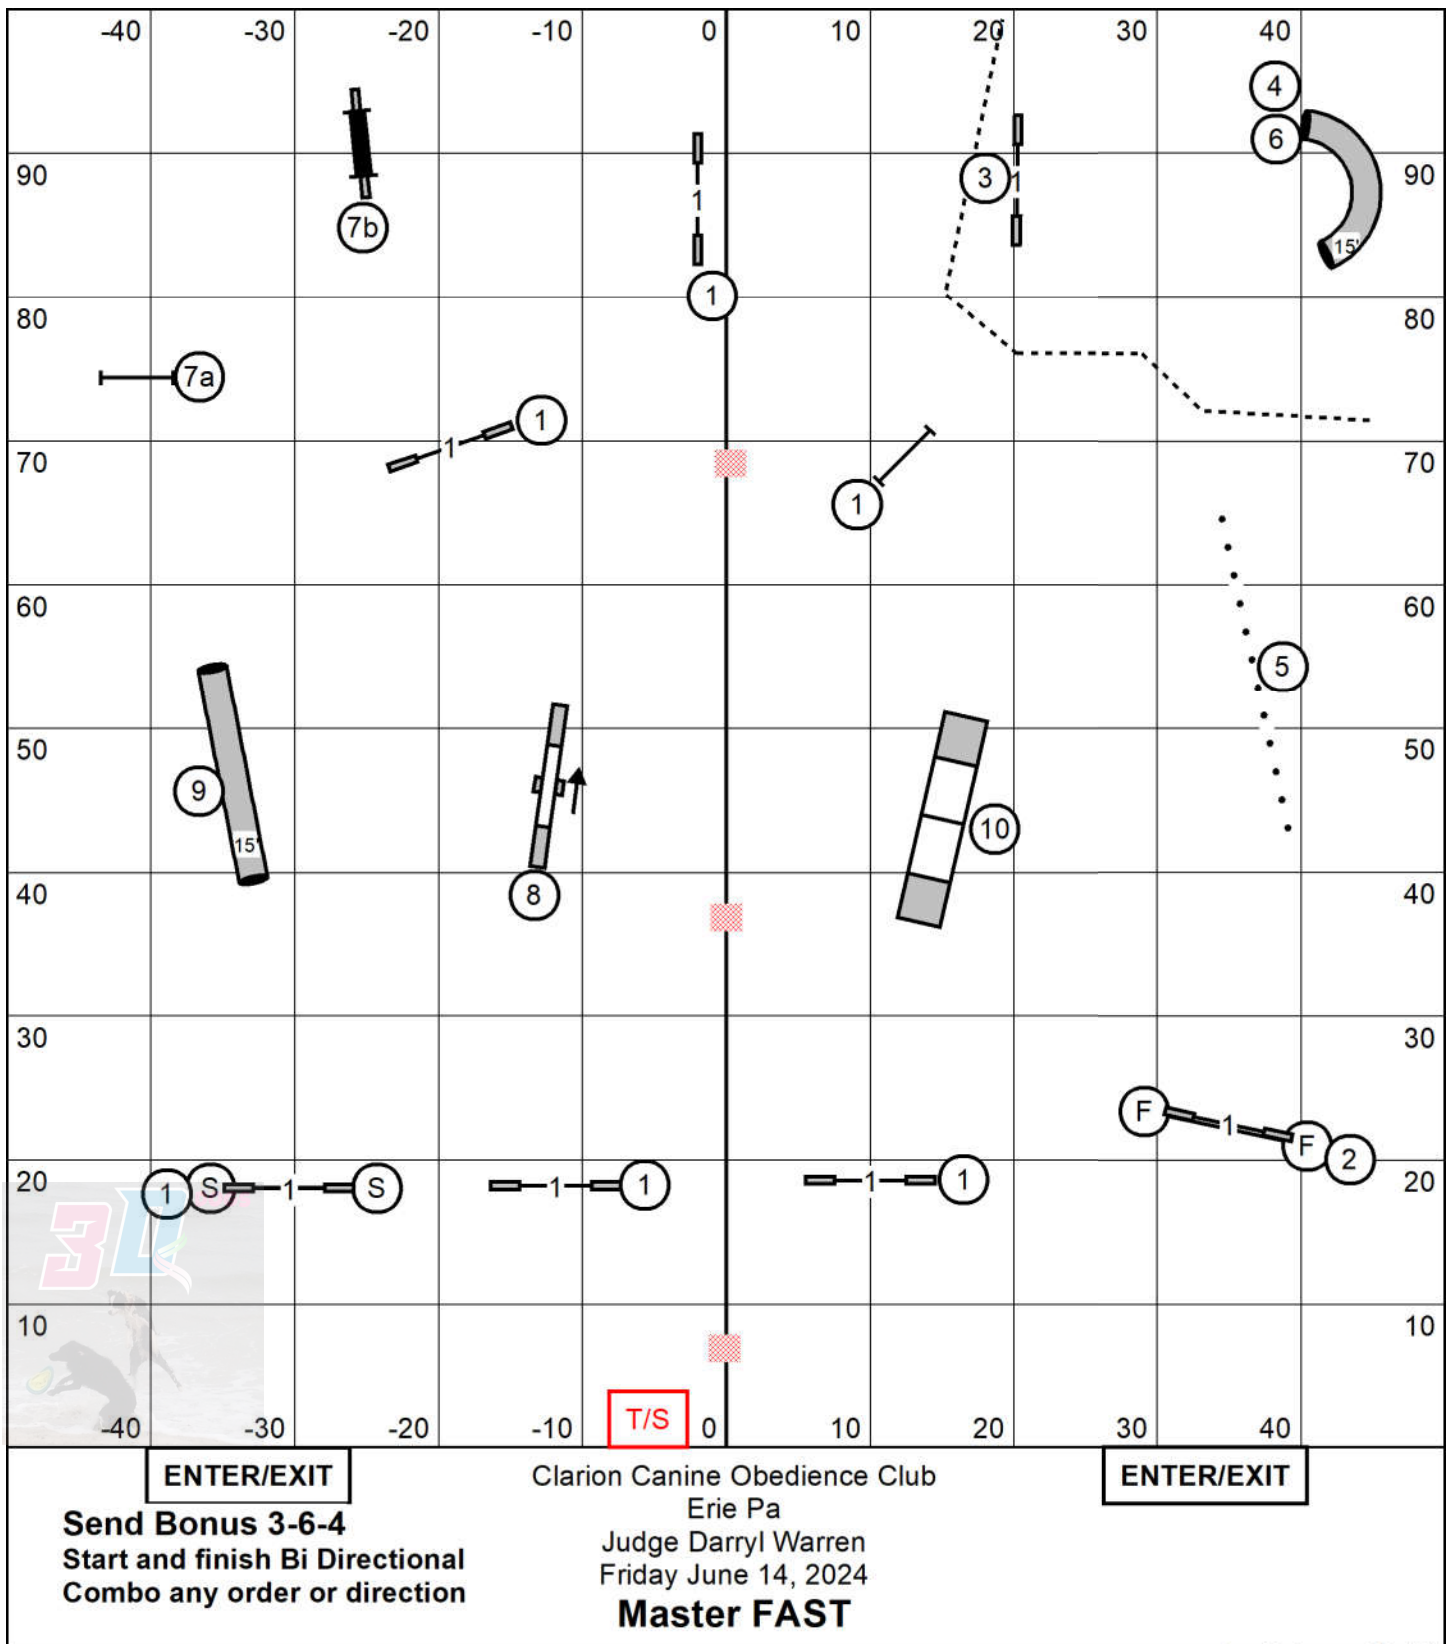 -40 -30 -20 -10 0 10 20 30 40
4
6
90 3 1 90
1
7b
15'
1
80 80
7a
1
1
70 70
1
60 60
5
50 50
9
10
15'
40 8 40
30 30
F 1 F 2
20 1 S 1 S 1 1 1 1 20
3D
10 10
-40 -30 -20 -10 T/S 0 10 20 30 40
ENTER/EXIT
ENTER/EXIT
Clarion Canine Obedience Club
Erie Pa
Judge Darryl Warren
Friday June 14, 2024
Master FAST
Send Bonus 3-6-4
Start and finish Bi Directional
Combo any order or direction